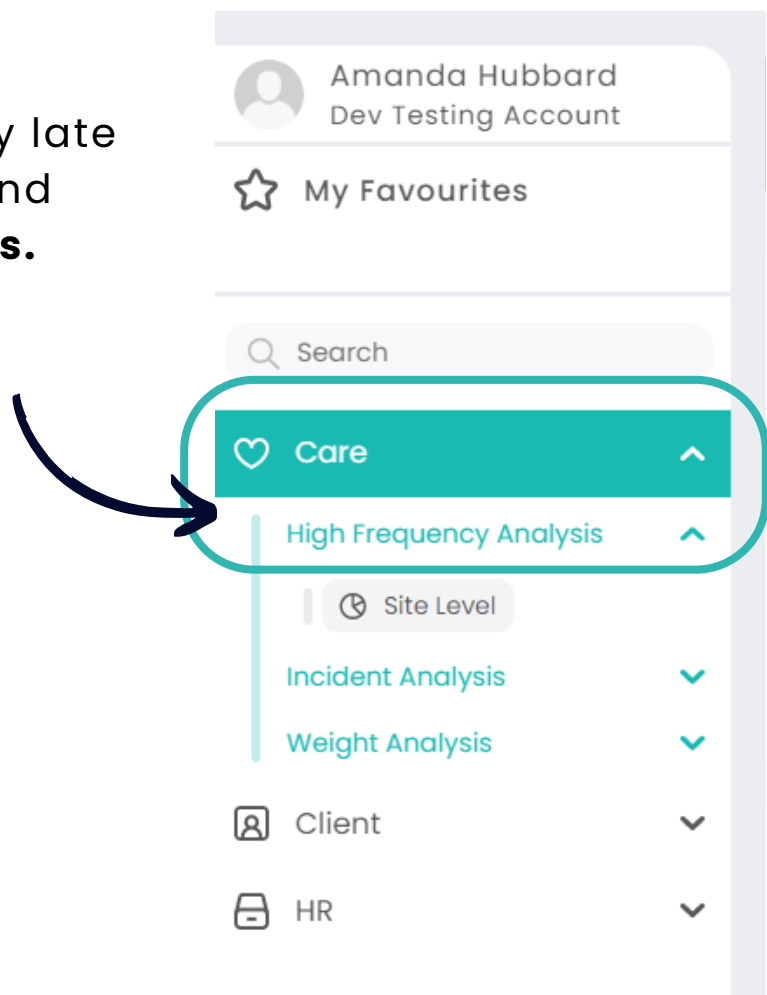 y late
nd
s.
Amanda Hubbard
Dev Testing Account
My Favourites
Search
Care
High Frequency Analysis
Site Level
Incident Analysis
Weight Analysis
Client
HR